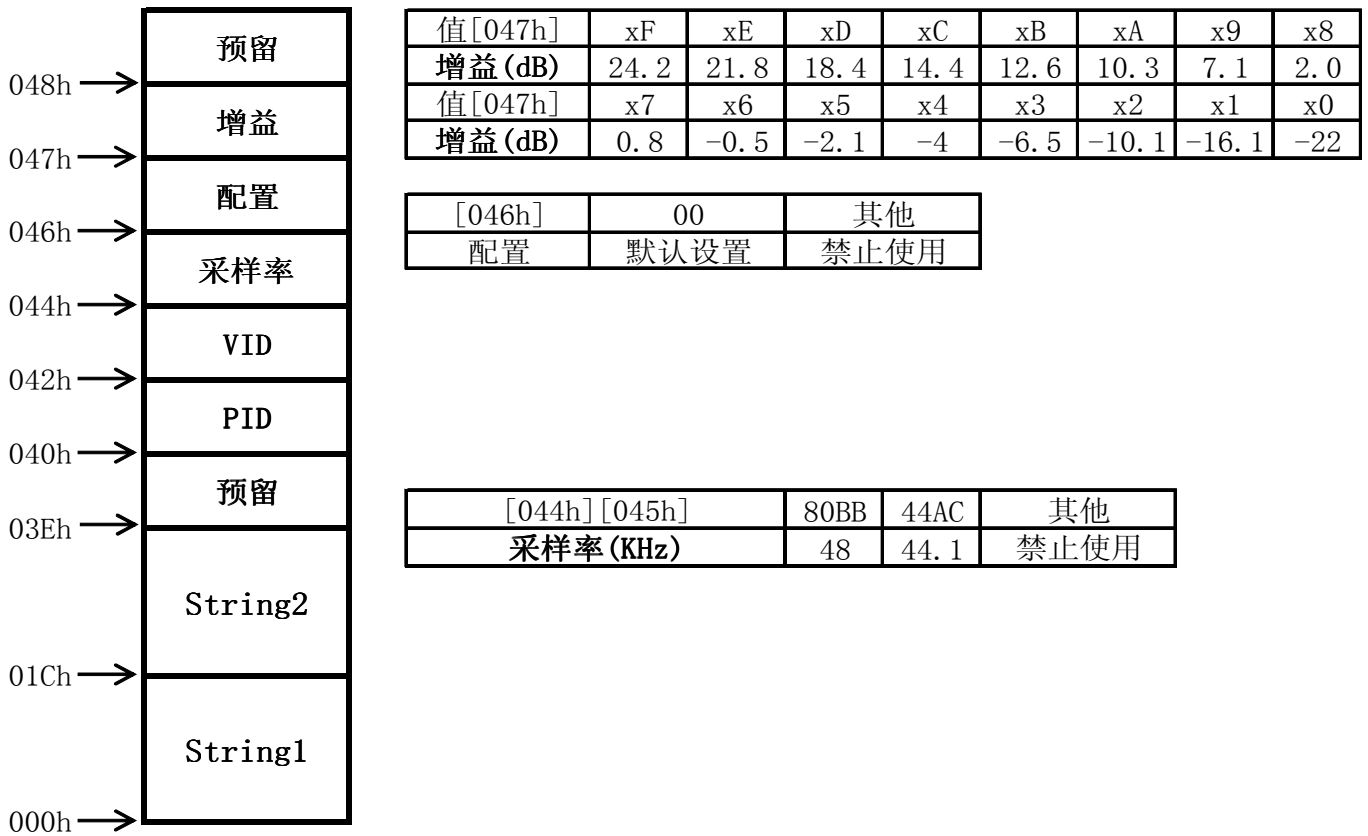 预留
048h
增益
047h
配置
046h
采样率
044h
VID
042h
PID
040h
预留
03Eh
String2
01Ch
String1
000h
值[047h] xF xE xD xC xB xA x9 x8
增益(dB) 24.2 21.8 18.4 14.4 12.6 10.3 7.1 2.0
值[047h] x7 x6 x5 x4 x3 x2 x1 x0
增益(dB) 0.8 -0.5 -2.1 -4 -6.5 -10.1 -16.1 -22
[046h] 00 其他
配置 默认设置 禁止使用
[044h][045h] 80BB 44AC 其他
采样率(KHz) 48 44.1 禁止使用